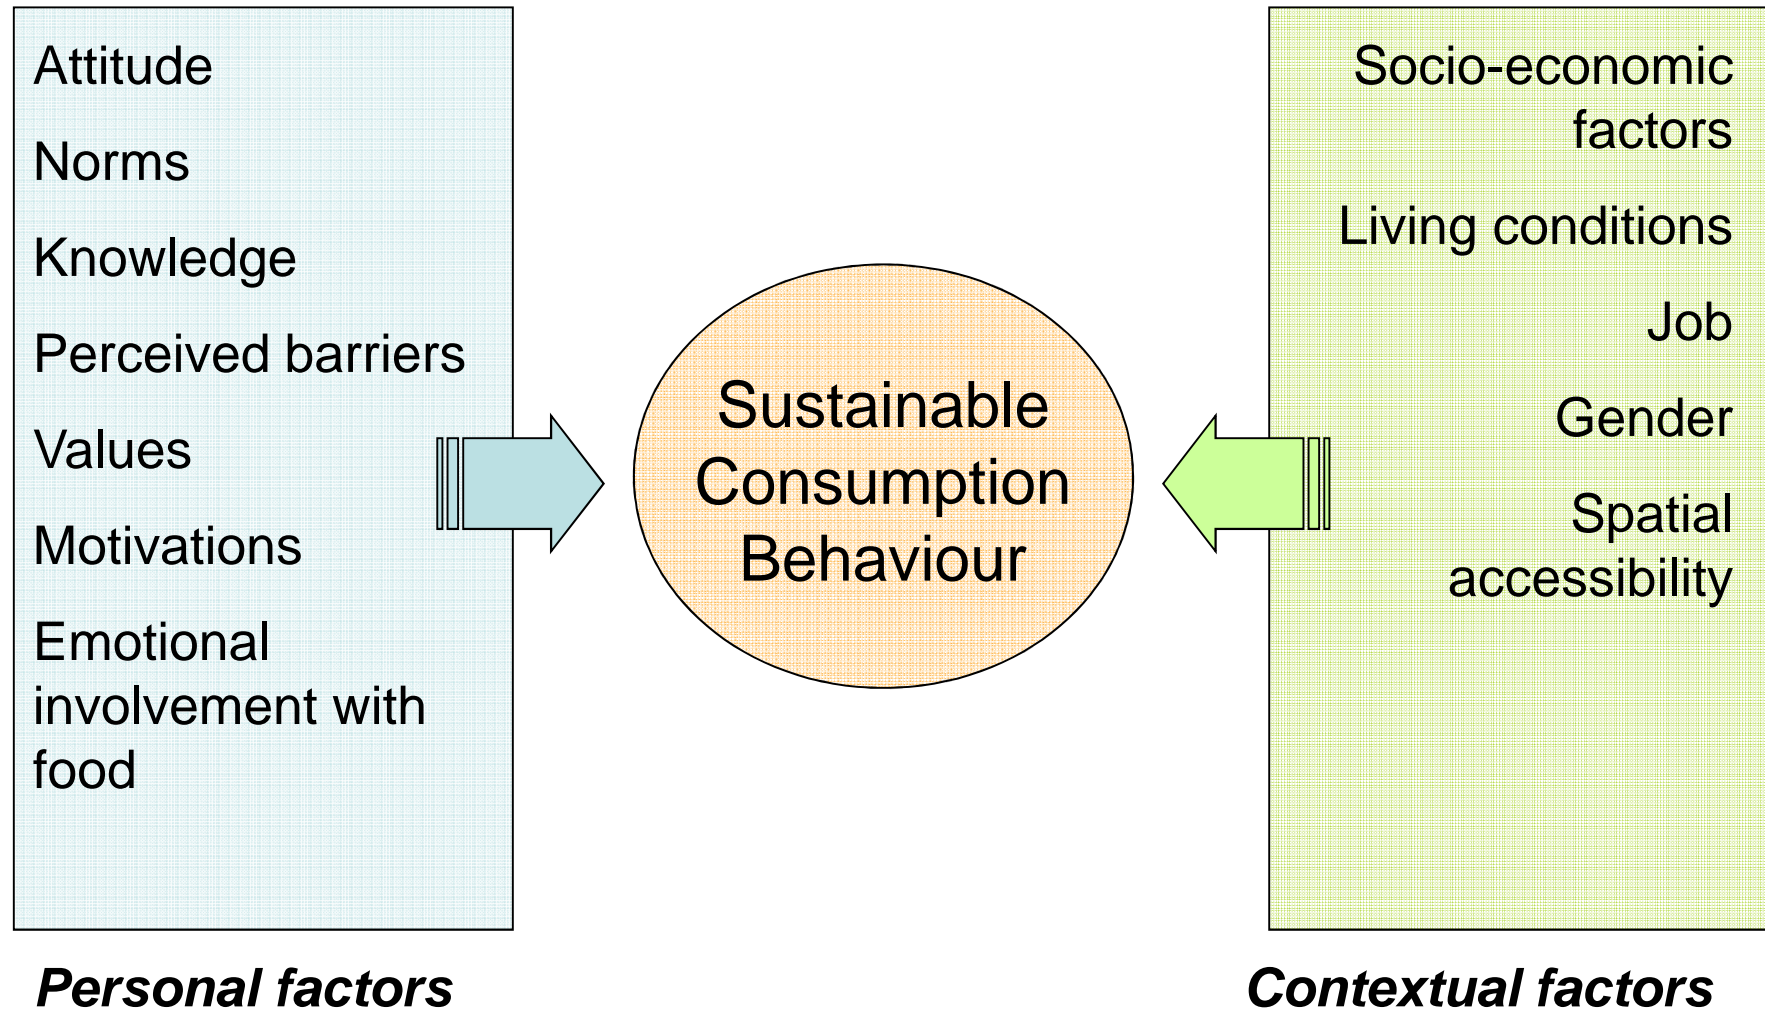 Attitude
Norms
Knowledge
Perceived barriers
Values
Motivations
Emotional
involvement with
food
Personal factors
Sustainable
Consumption
Behaviour
Socio-economic
factors
Living conditions
Job
Gender
Spatial
accessibility
Contextual factors